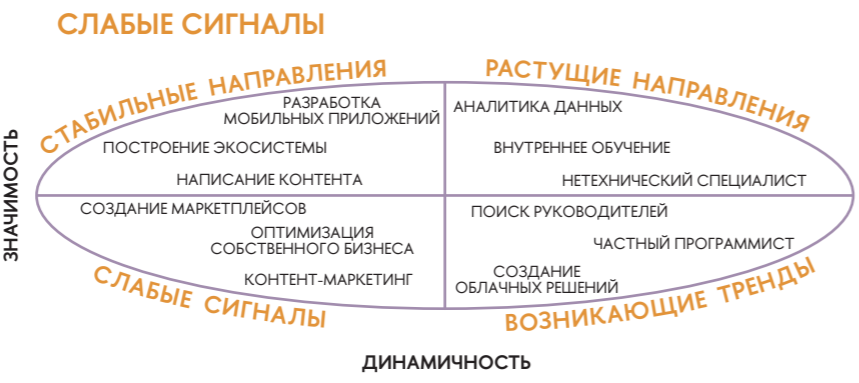 СЛАБЫЕ СИГНАЛЫ
СТАБИЛЬНЫЕ НАПРАВЛЕНИЯ
РАСТУЩИЕ НАПРАВЛЕНИЯ
ЗНАЧИМОСТЬ
РАЗРАБОТКА
МОБИЛЬНЫХ ПРИЛОЖЕНИЙ
ПОСТРОЕНИЕ ЭКОСИСТЕМЫ
НАПИСАНИЕ КОНТЕНТА
АНАЛИТИКА ДАННЫХ
ВНУТРЕННЕЕ ОБУЧЕНИЕ
НЕТЕХНИЧЕСКИЙ СПЕЦИАЛИСТ
СОЗДАНИЕ МАРКЕТПЛЕЙСОВ
ОПТИМИЗАЦИЯ
СОБСТВЕННОГО БИЗНЕСА
КОНТЕНТ-МАРКЕТИНГ
ПОИСК РУКОВОДИТЕЛЕЙ
ЧАСТНЫЙ ПРОГРАММИСТ
СОЗДАНИЕ
ОБЛАЧНЫХ РЕШЕНИЙ
СЛАБЫЕ СИГНАЛЫ
ВОЗНИКАЮЩИЕ ТРЕНДЫ
ДИНАМИЧНОСТЬ